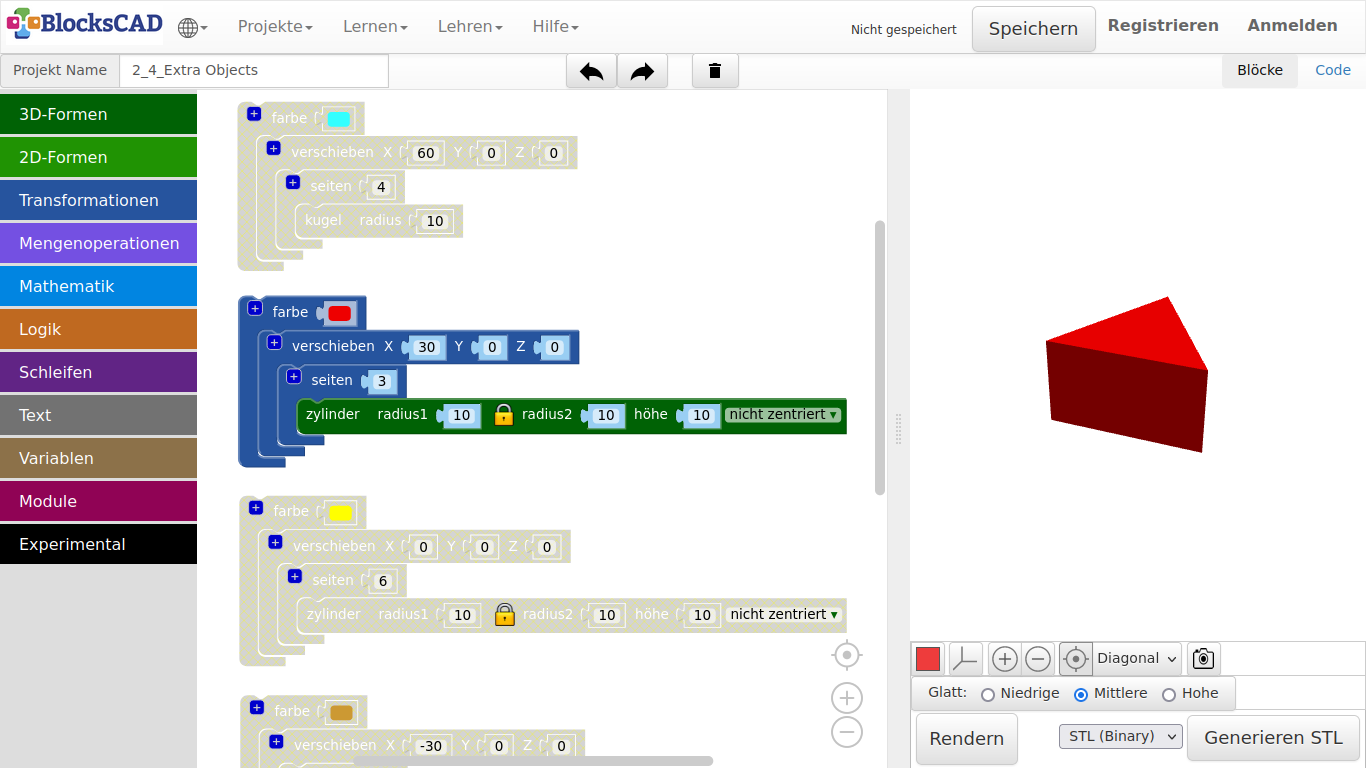 BlocksCAD Projekte Lernen Lehren Hilfe Nicht gespeichert Speichern Registrieren Anmelden
Projekt Name 2_4_Extra Objects Blöcke Code
3D-Formen
2D-Formen
Transformationen
Mengenoperationen
Mathematik
Logik
Schleifen
Text
Variablen
Module
Experimental
farbe
verschieben X 60 Y 0 Z 0
seiten 4
kugel radius 10
farbe
verschieben X 30 Y 0 Z 0
seiten 3
zylinder radius1 10 radius2 10 höhe 10 nicht zentriert
farbe
verschieben X 0 Y 0 Z 0
seiten 6
zylinder radius1 10 radius2 10 höhe 10 nicht zentriert
farbe
verschieben X -30 Y 0 Z 0
Diagonal
Glatt: Niedrige Mittlere Hohe
Rendern STL (Binary) Generieren STL